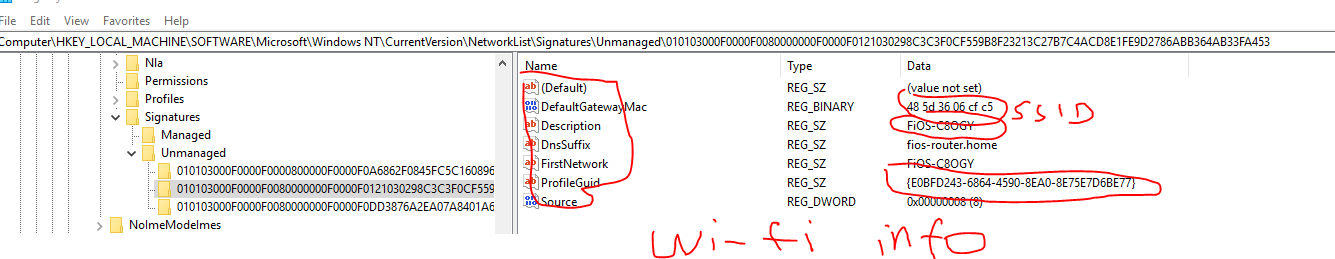 File Edit View Favorites Help
Computer\HKEY_LOCAL_MACHINE\SOFTWARE\Microsoft\Windows NT\CurrentVersion\NetworkList\Signatures\Unmanaged\010103000F0000F0080000000F0000F0121030298C3C3F0CF559B8F23213C27B7C4ACD8E1FE9D2786ABB364AB33FA453
Nla
Permissions
Profiles
Signatures
Managed
Unmanaged
010103000F0000F0008000000F0000F0A6862F0845FC5C160896
010103000F0000F0080000000F0000F0121030298C3C3F0CF559
010103000F0000F0080000000F0000F0DD3876A2EA07A8401A6
NolmeModelmes
Name Type Data
(Default) REG_SZ (value not set)
DefaultGatewayMac REG_BINARY 48 5d 36 06 cf c5
SSID
Description REG_SZ FiOS-C8OGY
DnsSuffix REG_SZ fios-router.home
FirstNetwork REG_SZ FiOS-C8OGY
ProfileGuid REG_SZ {E0BFD243-6864-4590-8EA0-8E75E7D6BE77}
Source REG_DWORD 0x00000008 (8)
Wi-fi info